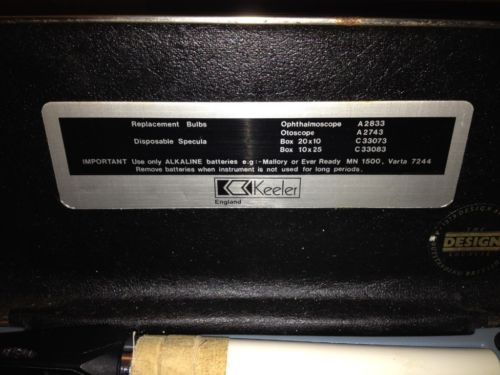 Replacement Bulbs Ophthalmoscope A2833
Otoscope A2743
Disposable Specula Box 20x10 C33073
Box 10x25 C33083
IMPORTANT Use only ALKALINE batteries e.g:-Mallory or Ever Ready MN 1500, Varta 7244
Remove batteries when instrument is not used for long periods.
Keeler
England
THE
DESIGN